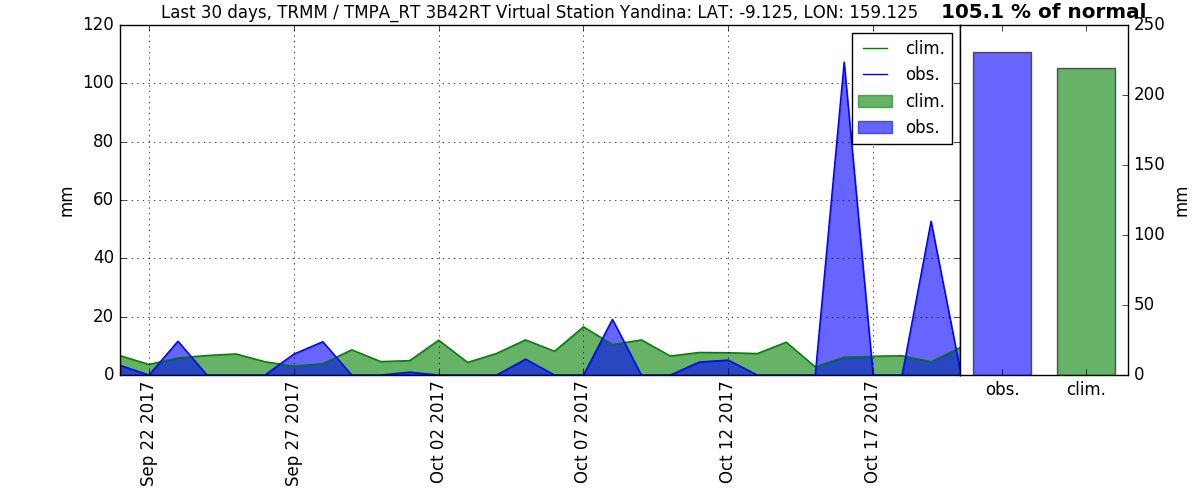 Last 30 days, TRMM / TMPA_RT 3B42RT Virtual Station Yandina: LAT: -9.125, LON: 159.125
105.1 % of normal
120
100
80
60
40
20
0
mm
clim.
obs.
clim.
obs.
250
200
150
100
50
0
mm
Sep 22 2017
Sep 27 2017
Oct 02 2017
Oct 07 2017
Oct 12 2017
Oct 17 2017
obs.
clim.